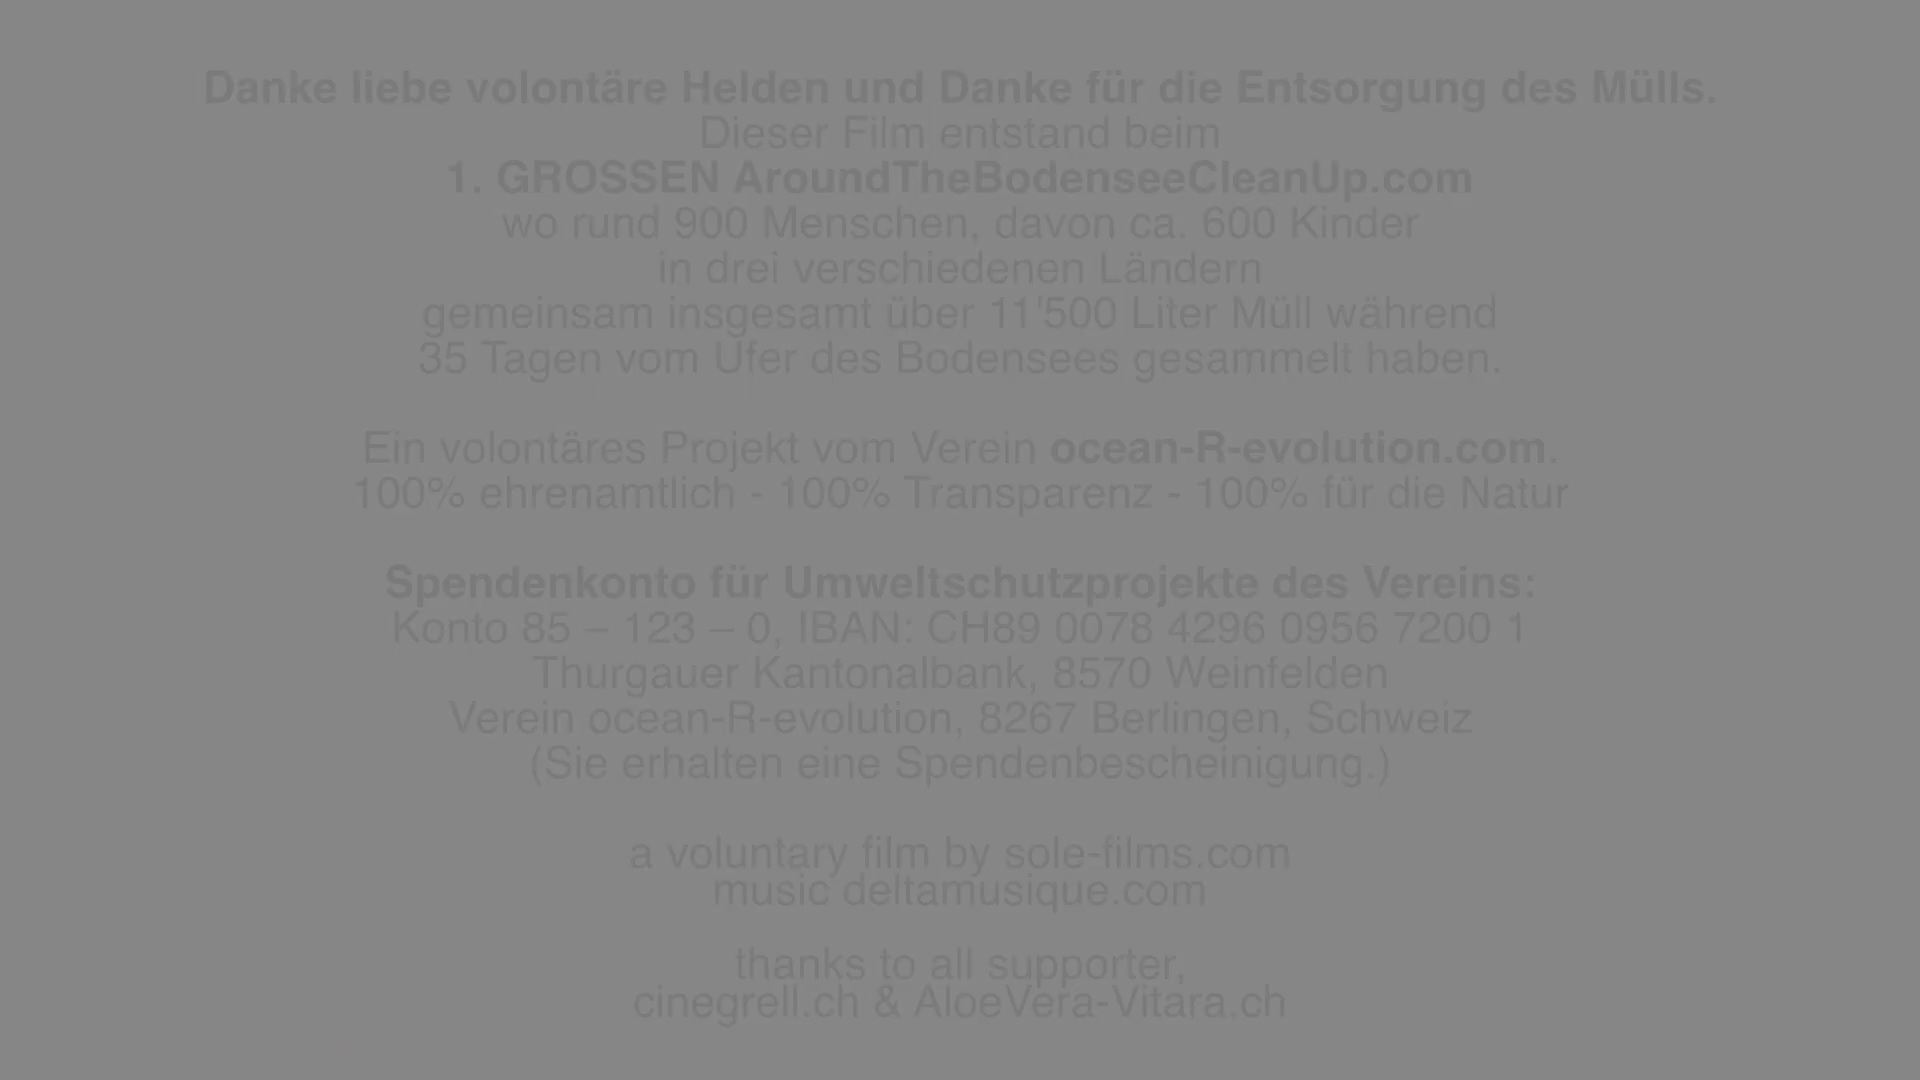 Danke liebe volontäre Helden und Danke für die Entsorgung des Mülls.
Dieser Film entstand beim
1. GROSSEN AroundTheBodenseeCleanUp.com
wo rund 900 Menschen, davon ca. 600 Kinder
in drei verschiedenen Ländern
gemeinsam insgesamt über 11'500 Liter Müll während
35 Tagen vom Ufer des Bodensees gesammelt haben.
Ein volontäres Projekt vom Verein ocean-R-evolution.com.
100% ehrenamtlich - 100% Transparenz - 100% für die Natur
Spendenkonto für Umweltschutzprojekte des Vereins:
Konto 85 – 123 – 0, IBAN: CH89 0078 4296 0956 7200 1
Thurgauer Kantonalbank, 8570 Weinfelden
Verein ocean-R-evolution, 8267 Berlingen, Schweiz
(Sie erhalten eine Spendenbescheinigung.)
a voluntary film by sole-films.com
music deltamusique.com
thanks to all supporter,
cinegrell.ch & AloeVera-Vitara.ch